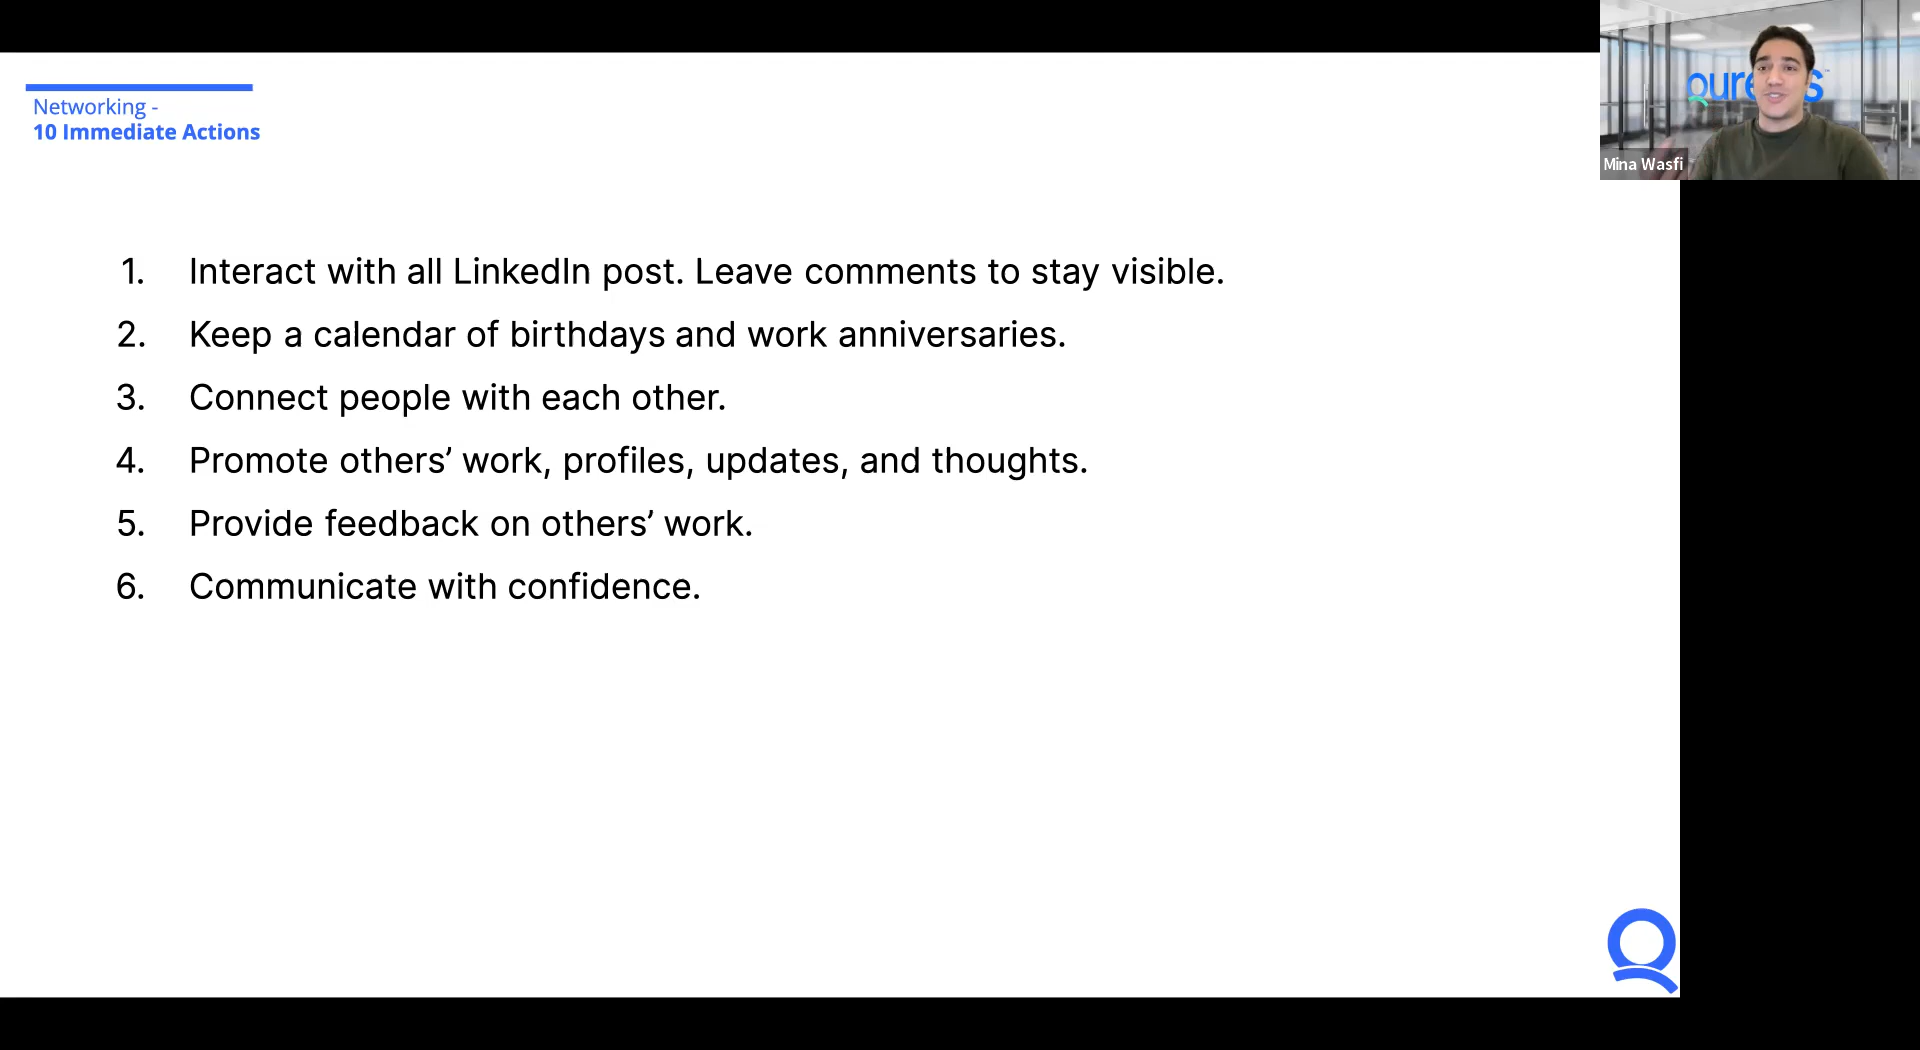 Networking -
10 Immediate Actions
Mina Wasfi
1. Interact with all LinkedIn post. Leave comments to stay visible.
2. Keep a calendar of birthdays and work anniversaries.
3. Connect people with each other.
4. Promote others’ work, profiles, updates, and thoughts.
5. Provide feedback on others’ work.
6. Communicate with confidence.